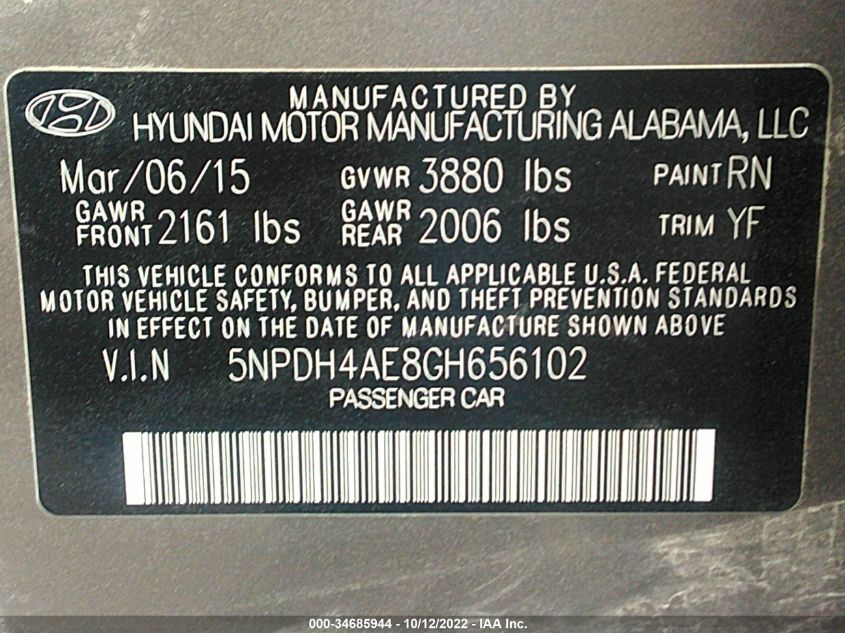 MANUFACTURED BY
HYUNDAI MOTOR MANUFACTURING ALABAMA, LLC
Mar/06/15 GVWR 3880 lbs PAINT RN
GAWR FRONT 2161 lbs GAWR REAR 2006 lbs TRIM YF
THIS VEHICLE CONFORMS TO ALL APPLICABLE U.S.A. FEDERAL
MOTOR VEHICLE SAFETY, BUMPER, AND THEFT PREVENTION STANDARDS
IN EFFECT ON THE DATE OF MANUFACTURE SHOWN ABOVE
V.I.N 5NPDH4AE8GH656102
PASSENGER CAR
000-34685944 - 10/12/2022 - IAA Inc.